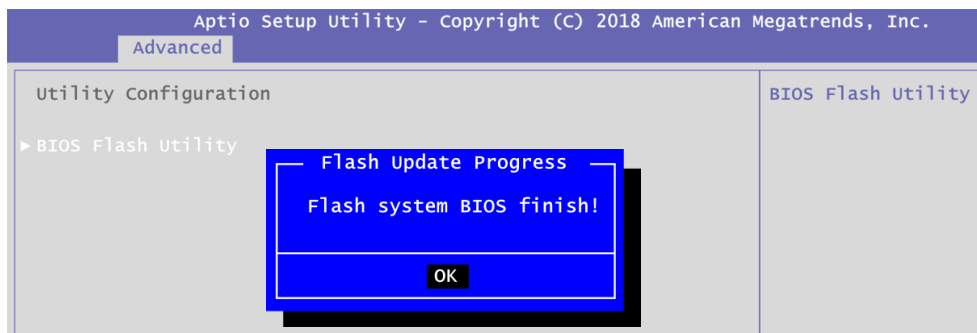 Aptio Setup Utility - Copyright (C) 2018 American Megatrends, Inc.
Advanced
Utility Configuration
BIOS Flash Utility
►BIOS Flash Utility
Flash Update Progress
Flash system BIOS finish!
OK